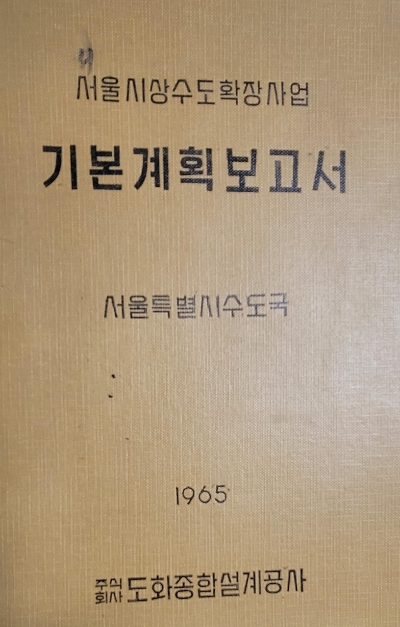 서울시상수도확장사업
기본계획보고서
서울특별시수도국
1965
주식회사 도화종합설계공사